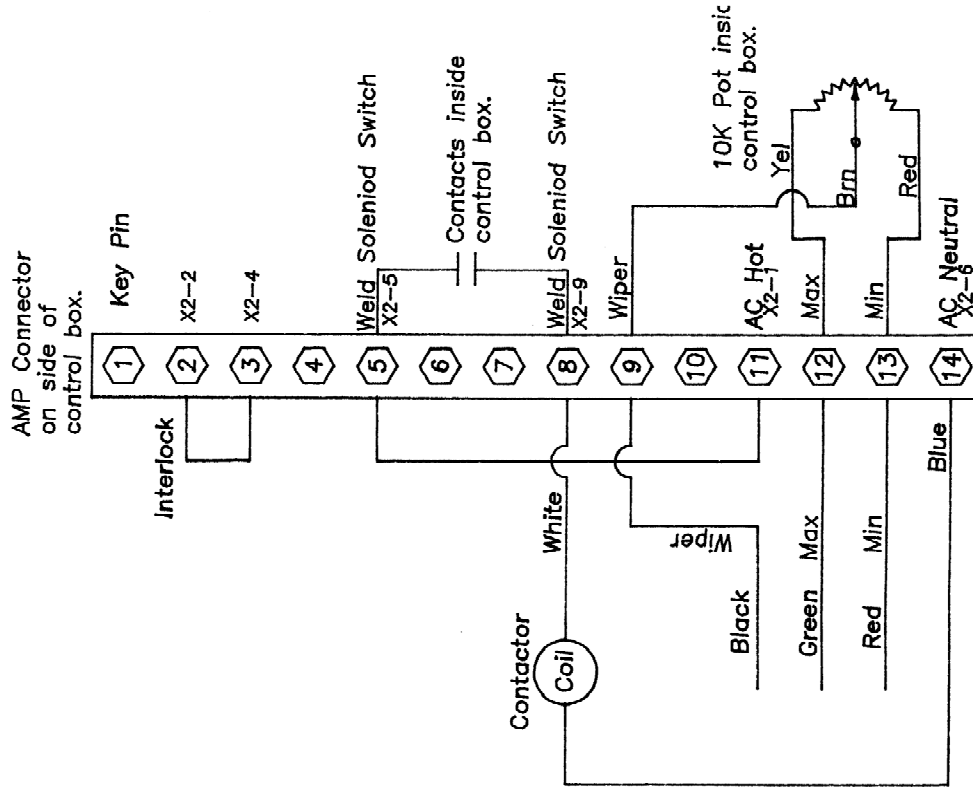 AMP Connector
on side of
control box.
1
Key Pin
2
X2-2
3
X2-4
Interlock
4
5
Weld Soleniod Switch
X2-5
6
Contacts inside
control box.
7
8
Weld Soleniod Switch
X2-9
White
9
Wiper
Wiper
10
10K Pot insid
control box.
Yel
Brn
Red
11
AC Hot
X2-1
Black
12
Max
Green Max
13
Min
Red Min
14
AC Neutral
X2-6
Blue
Contactor
Coil